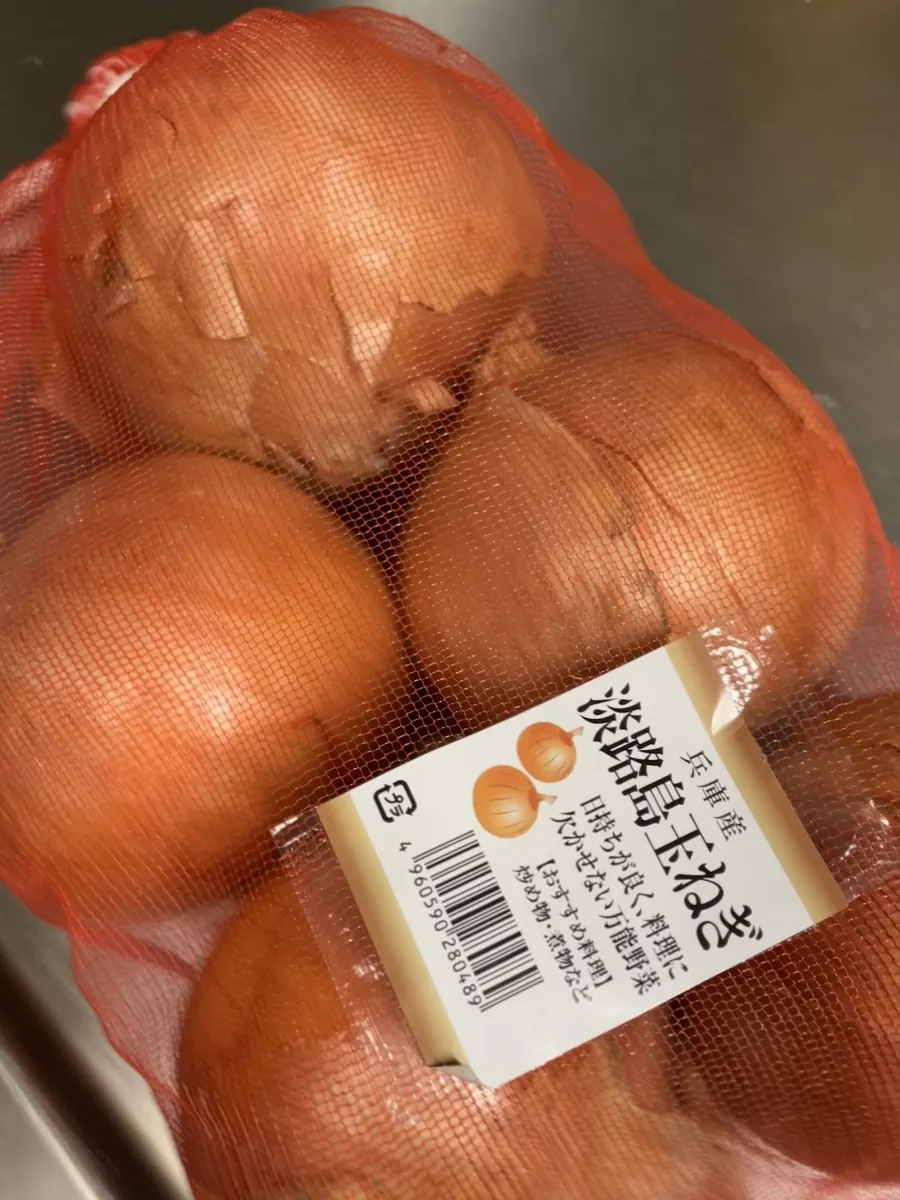 兵庫産
淡路島玉ねぎ
日持ちが良く、料理に
欠かせない万能野菜
【おすすめ料理】
炒め物・煮物など
プラ
4 960590 280489